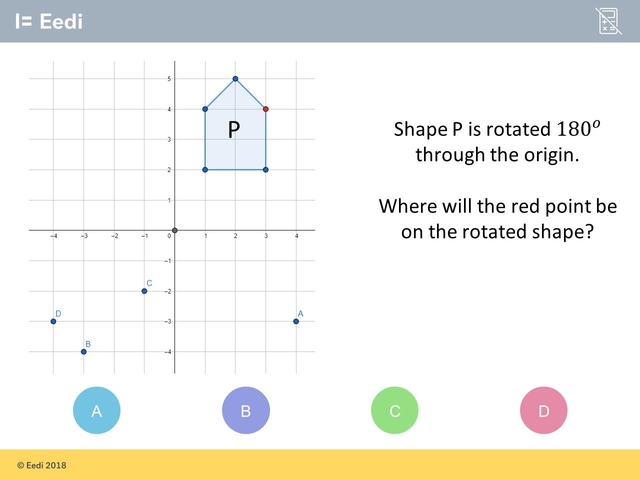 Eedi
5
4
P
3
2
1
−4 −3 −2 −1 0 1 2 3 4
−1
C
−2
D
−3
A
B
−4
Shape P is rotated 180°
through the origin.
Where will the red point be
on the rotated shape?
A B C D
© Eedi 2018